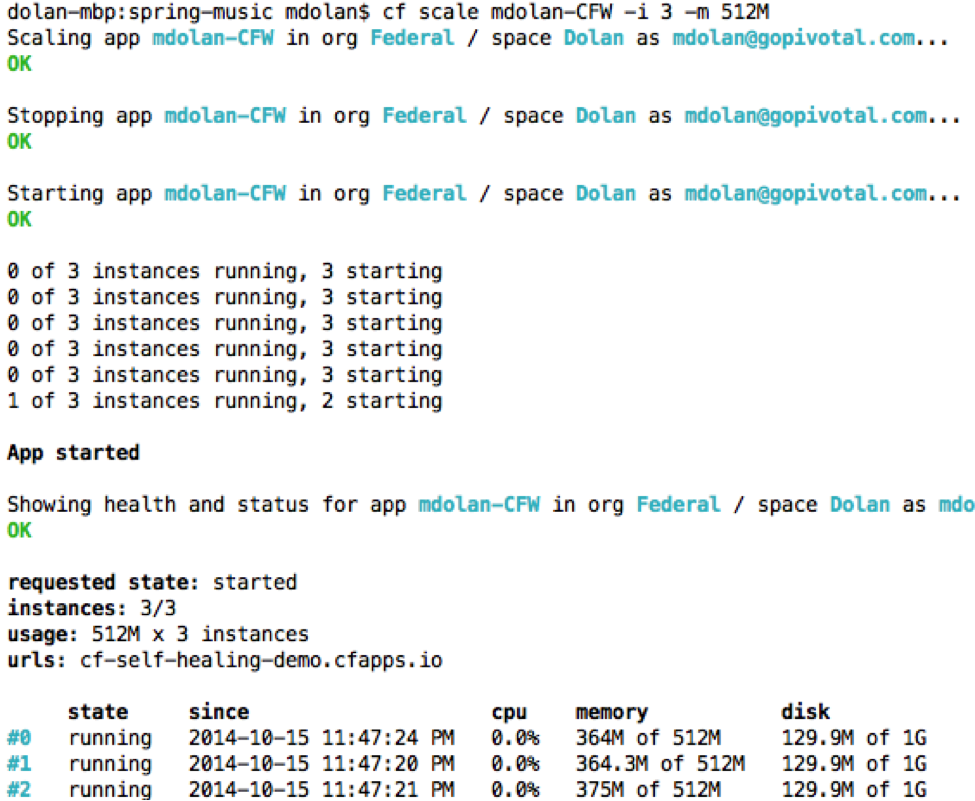 dolan-mbp:spring-music mdolan$ cf scale mdolan-CFW -i 3 -m 512M
Scaling app mdolan-CFW in org Federal / space Dolan as mdolan@gopivotal.com...
OK
Stopping app mdolan-CFW in org Federal / space Dolan as mdolan@gopivotal.com...
OK
Starting app mdolan-CFW in org Federal / space Dolan as mdolan@gopivotal.com...
OK
0 of 3 instances running, 3 starting
0 of 3 instances running, 3 starting
0 of 3 instances running, 3 starting
0 of 3 instances running, 3 starting
0 of 3 instances running, 3 starting
1 of 3 instances running, 2 starting
App started
Showing health and status for app mdolan-CFW in org Federal / space Dolan as mdo
OK
requested state: started
instances: 3/3
usage: 512M x 3 instances
urls: cf-self-healing-demo.cfapps.io
state since cpu memory disk
#0 running 2014-10-15 11:47:24 PM 0.0% 364M of 512M 129.9M of 1G
#1 running 2014-10-15 11:47:20 PM 0.0% 364.3M of 512M 129.9M of 1G
#2 running 2014-10-15 11:47:21 PM 0.0% 375M of 512M 129.9M of 1G